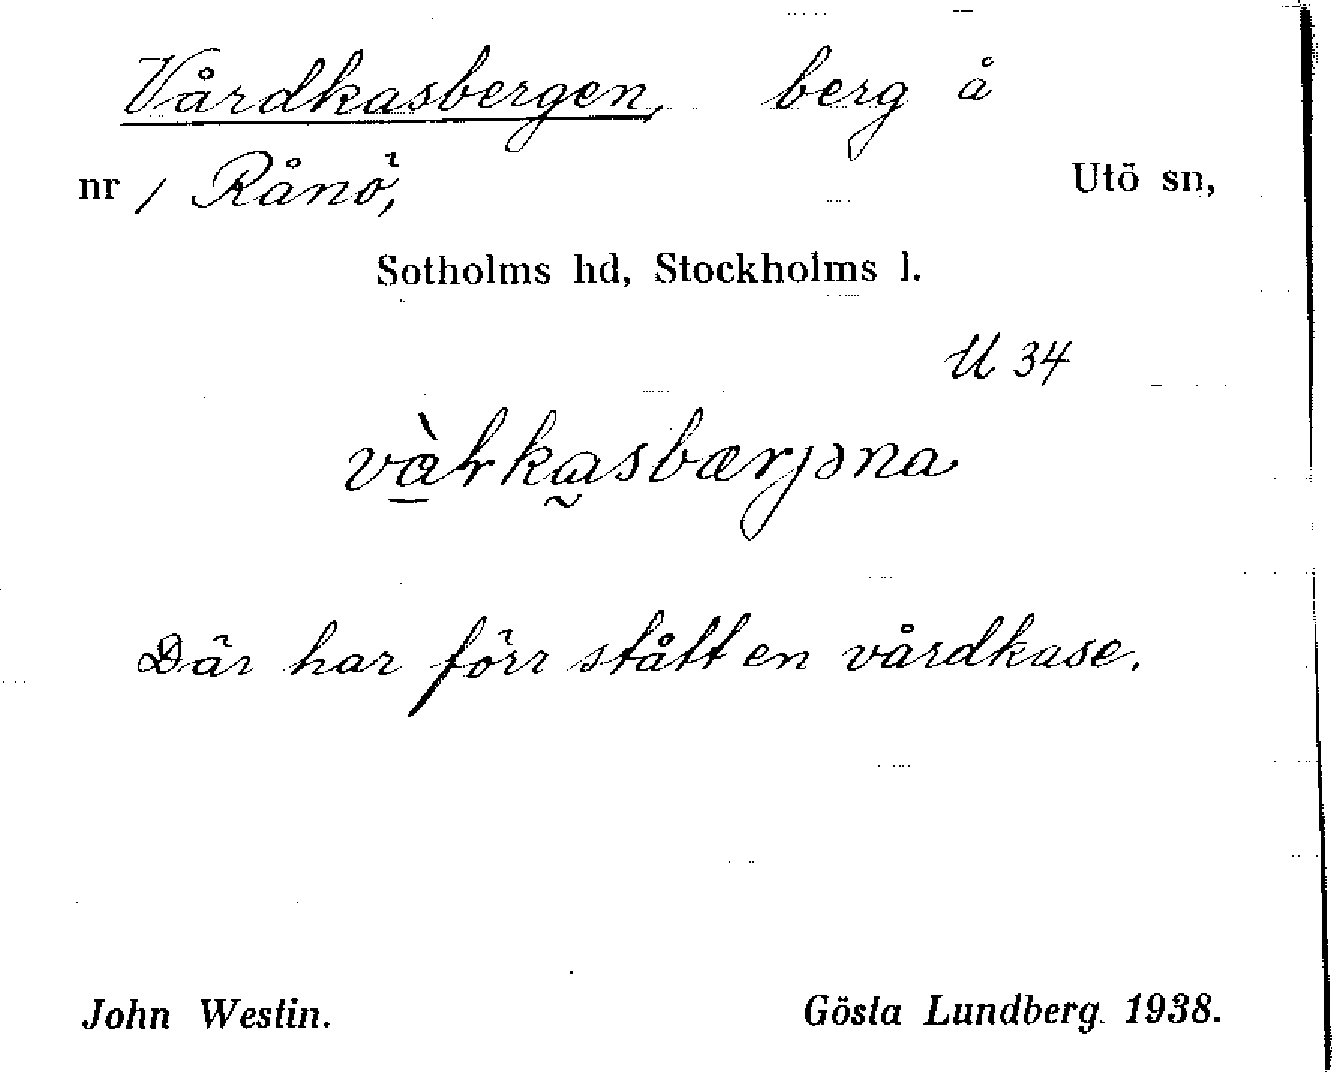 Vårdkasbergen, berg å
nr 1 Rånö, Utö sn,
Sotholms hd, Stockholms l.
U 34
Där har förr stått en vårdkase.
John Westin. Gösta Lundberg 1938.